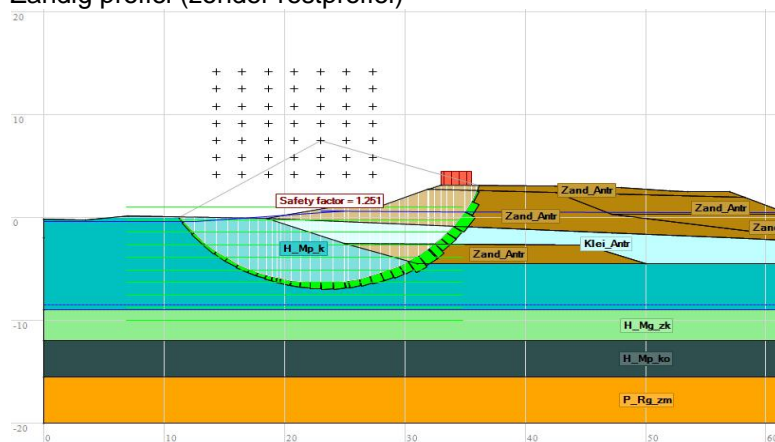 Zandig profiel (zonder restprofiel)
20
10
Safety factor = 1.251
Zand_Antr
Zand_Antr
Zand_Antr
Zand
0
H_Mp_k
Zand_Antr
Klei_Antr
-10
H_Mg_zk
H_Mp_ko
P_Rg_zm
-20
0 10 20 30 40 50 60